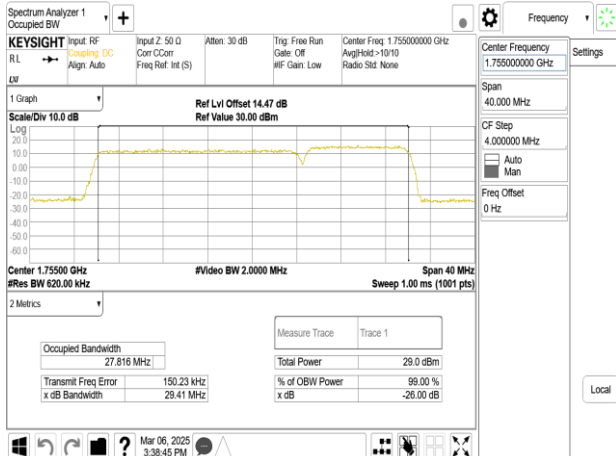 Spectrum Analyzer 1
Occupied BW
+
Frequency
KEYSIGHT
RL
LXI
Input: RF
Coupling: DC
Align: Auto
Input Z: 50 Ω
Corr CCorr
Freq Ref: Int (S)
Atten: 30 dB
Trig: Free Run
Gate: Off
#IF Gain: Low
Center Freq: 1.755000000 GHz
Avg|Hold:>10/10
Radio Std: None
Center Frequency
1.755000000 GHz
Settings
Span
40.000 MHz
CF Step
4.000000 MHz
Auto
Man
Freq Offset
0 Hz
Local
1 Graph
Scale/Div 10.0 dB
Ref Lvl Offset 14.47 dB
Ref Value 30.00 dBm
Log
20.0
10.0
0.00
-10.0
-20.0
-30.0
-40.0
-50.0
-60.0
Center 1.75500 GHz
#Res BW 620.00 kHz
#Video BW 2.0000 MHz
Span 40 MHz
Sweep 1.00 ms (1001 pts)
2 Metrics
Measure Trace Trace 1
Occupied Bandwidth
27.816 MHz
Total Power 29.0 dBm
Transmit Freq Error 150.23 kHz
% of OBW Power 99.00 %
x dB Bandwidth 29.41 MHz
x dB -26.00 dB
?
Mar 06, 2025
3:38:45 PM